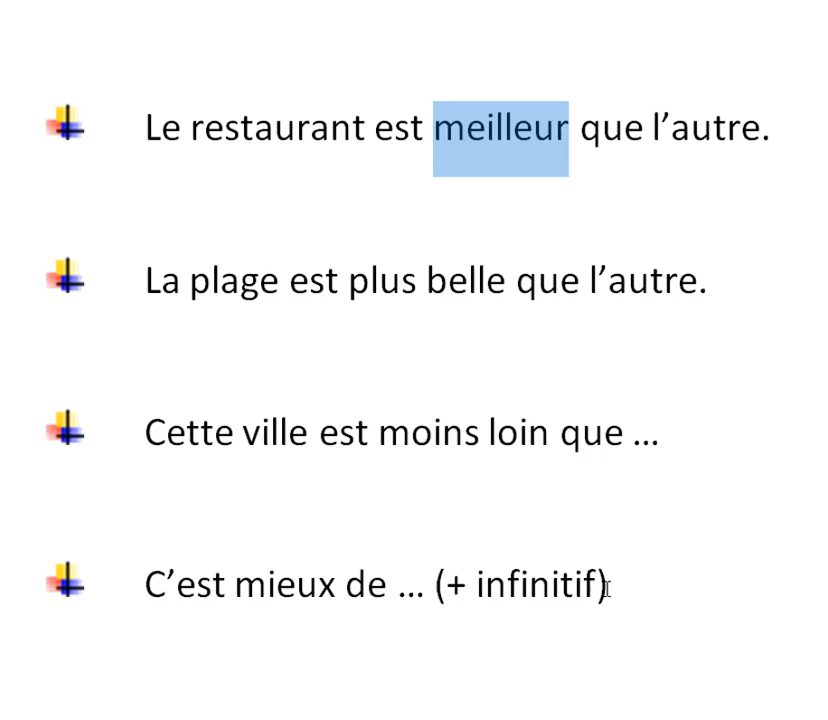 Le restaurant est meilleur que l’autre.
La plage est plus belle que l’autre.
Cette ville est moins loin que …
C’est mieux de … (+ infinitif)